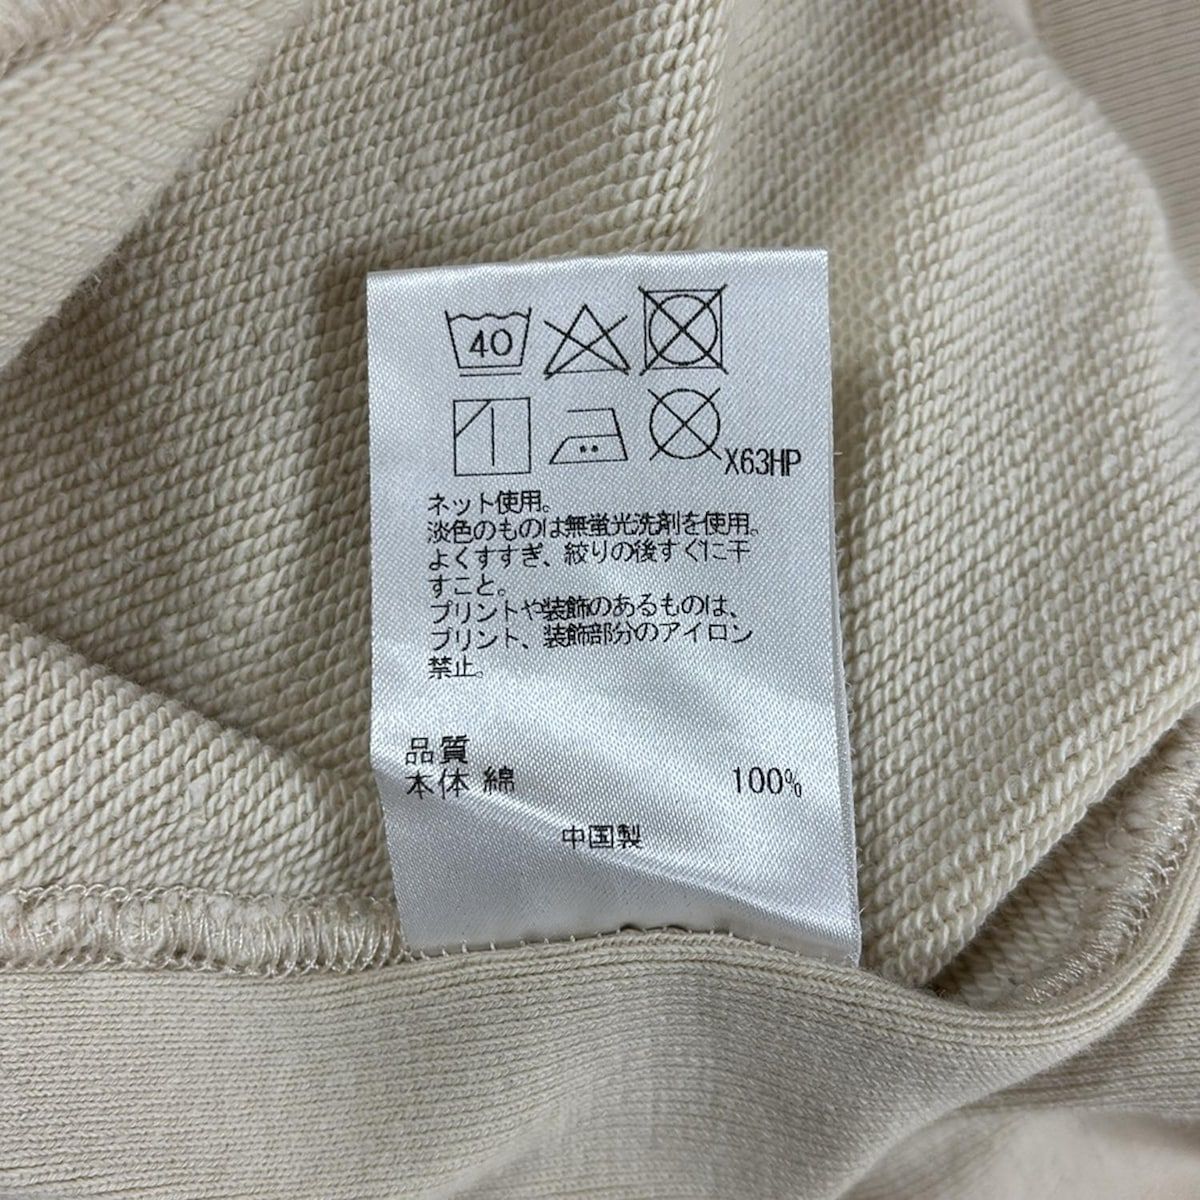 40
X63HP
ネット使用。
淡色のものは無蛍光洗剤を使用。
よくすすぎ、絞りの後すぐに干
すこと。
プリントや装飾のあるものは、
プリント、装飾部分のアイロン
禁止。
品質
本体 綿 100%
中国製